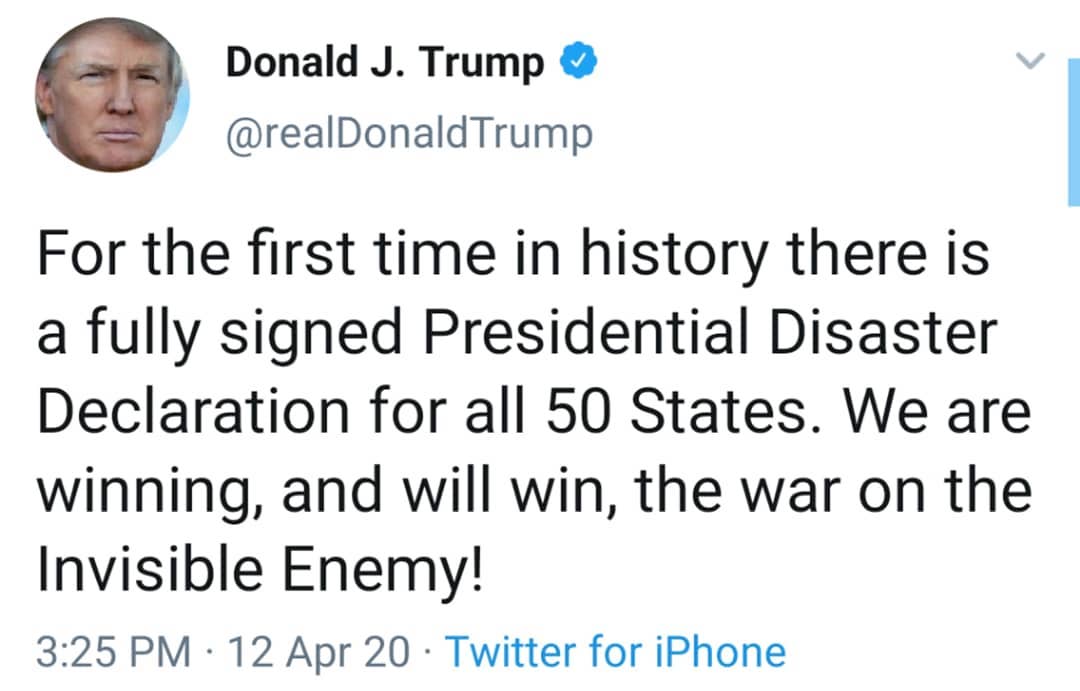 Donald J. Trump
@realDonaldTrump
For the first time in history there is
a fully signed Presidential Disaster
Declaration for all 50 States. We are
winning, and will win, the war on the
Invisible Enemy!
3:25 PM · 12 Apr 20 · Twitter for iPhone